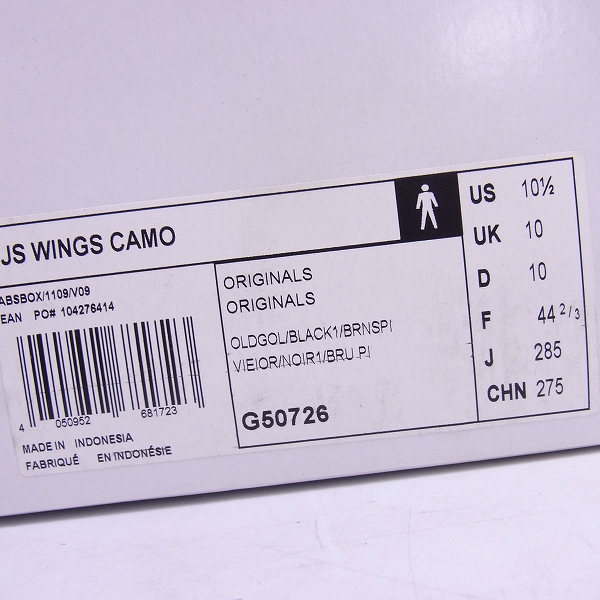 JS WINGS CAMO
ABSBOX/1109/V09
EAN PO# 104276414
4 050952 681723
MADE IN INDONESIA
FABRIQUÉ EN INDONÉSIE
ORIGINALS
ORIGINALS
OLDGOL/BLACK1/BRNSPI
VIEIOR/NOIR1/BRU PI
G50726
US 10½
UK 10
D 10
F 44 2/3
J 285
CHN 275